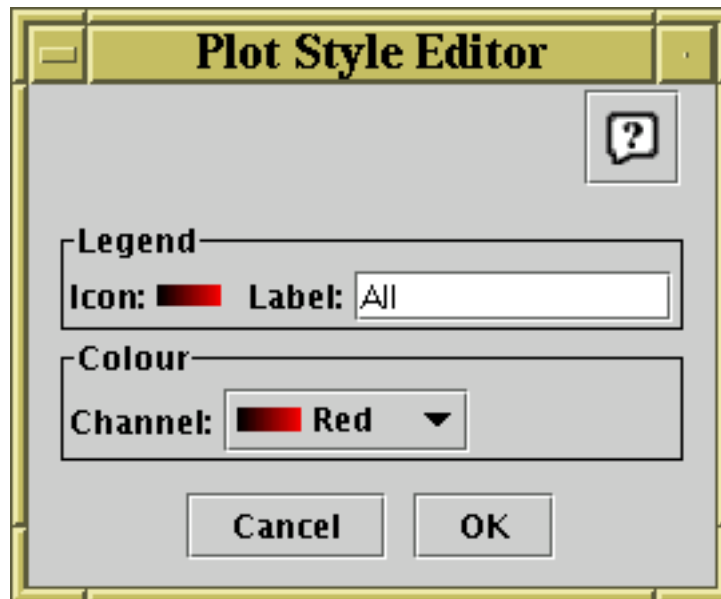 Plot Style Editor
?
Legend
Icon: Label: All
Colour
Channel: Red
Cancel OK